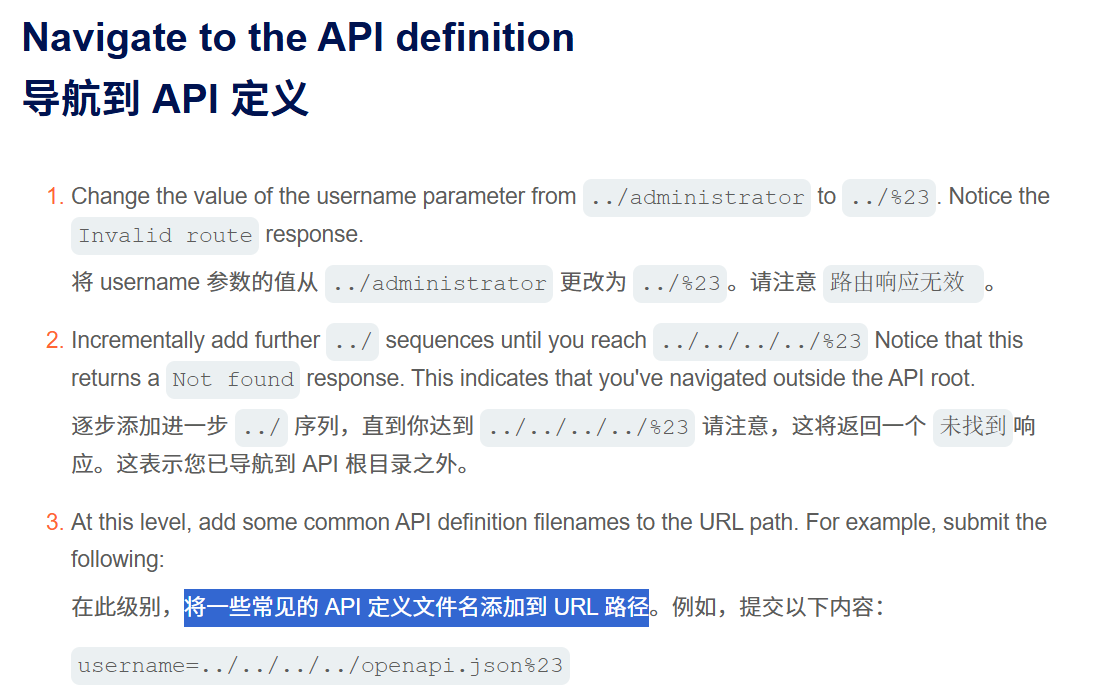 Navigate to the API definition
导航到 API 定义
1. Change the value of the username parameter from ../administrator to ../%23. Notice the
Invalid route response.
将 username 参数的值从 ../administrator 更改为 ../%23。请注意 路由响应无效 。
2. Incrementally add further ../ sequences until you reach ../../../../%23 Notice that this
returns a Not found response. This indicates that you've navigated outside the API root.
逐步添加进一步 ../ 序列，直到你达到 ../../../../%23 请注意，这将返回一个 未找到 响
应。这表示您已导航到 API 根目录之外。
3. At this level, add some common API definition filenames to the URL path. For example, submit the
following:
在此级别，将一些常见的 API 定义文件名添加到 URL 路径。例如，提交以下内容：
username=../../../../openapi.json%23